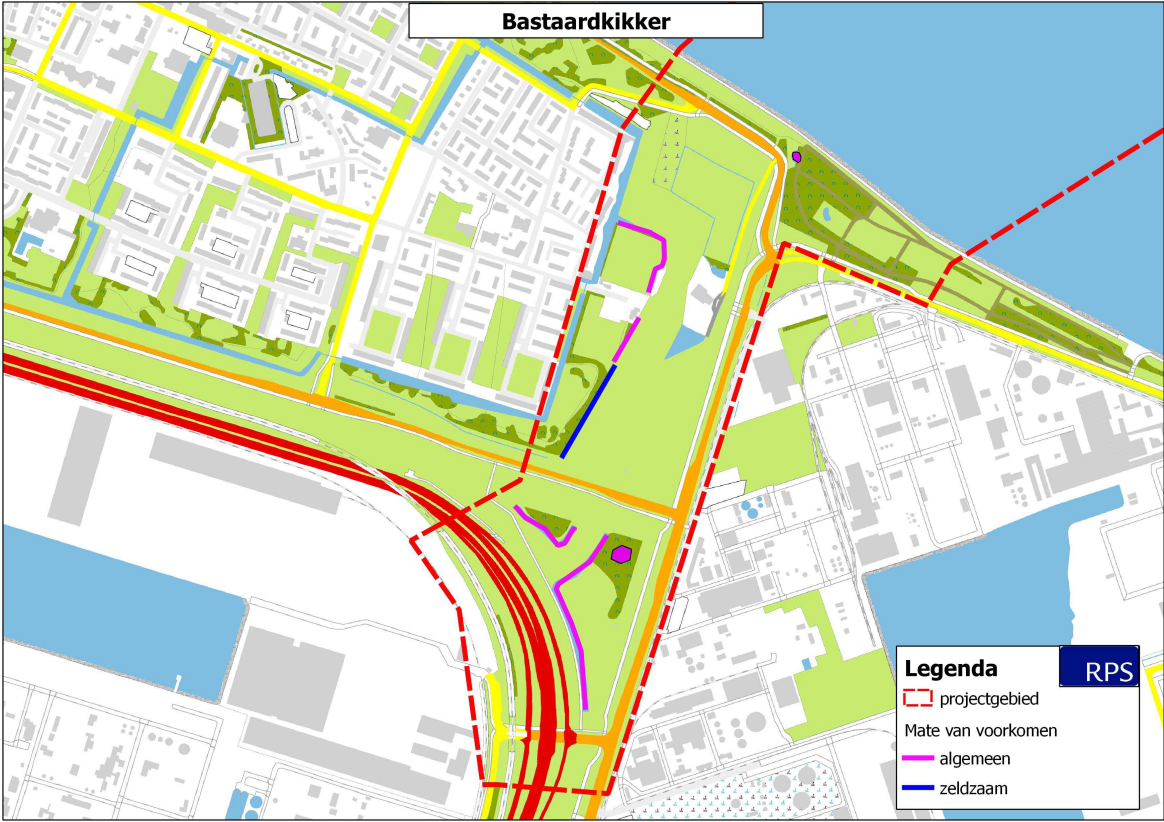 Bastaardkikker
Legenda
RPS
projectgebied
Mate van voorkomen
algemeen
zeldzaam